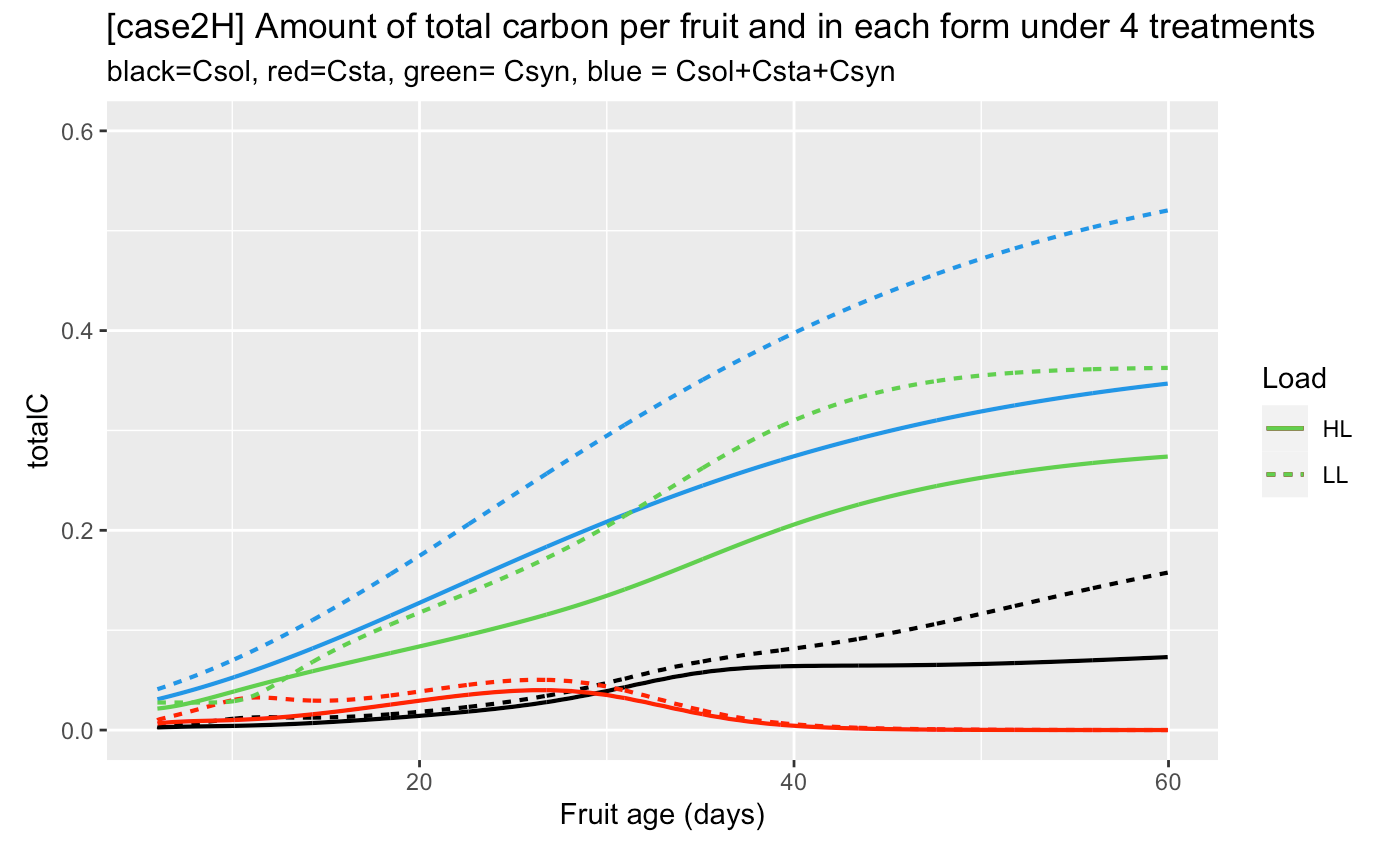 [case2H] Amount of total carbon per fruit and in each form under 4 treatments
black=Csol, red=Csta, green= Csyn, blue = Csol+Csta+Csyn
0.6
0.4
0.2
0.0
totalC
20
40
60
Fruit age (days)
Load
HL
LL